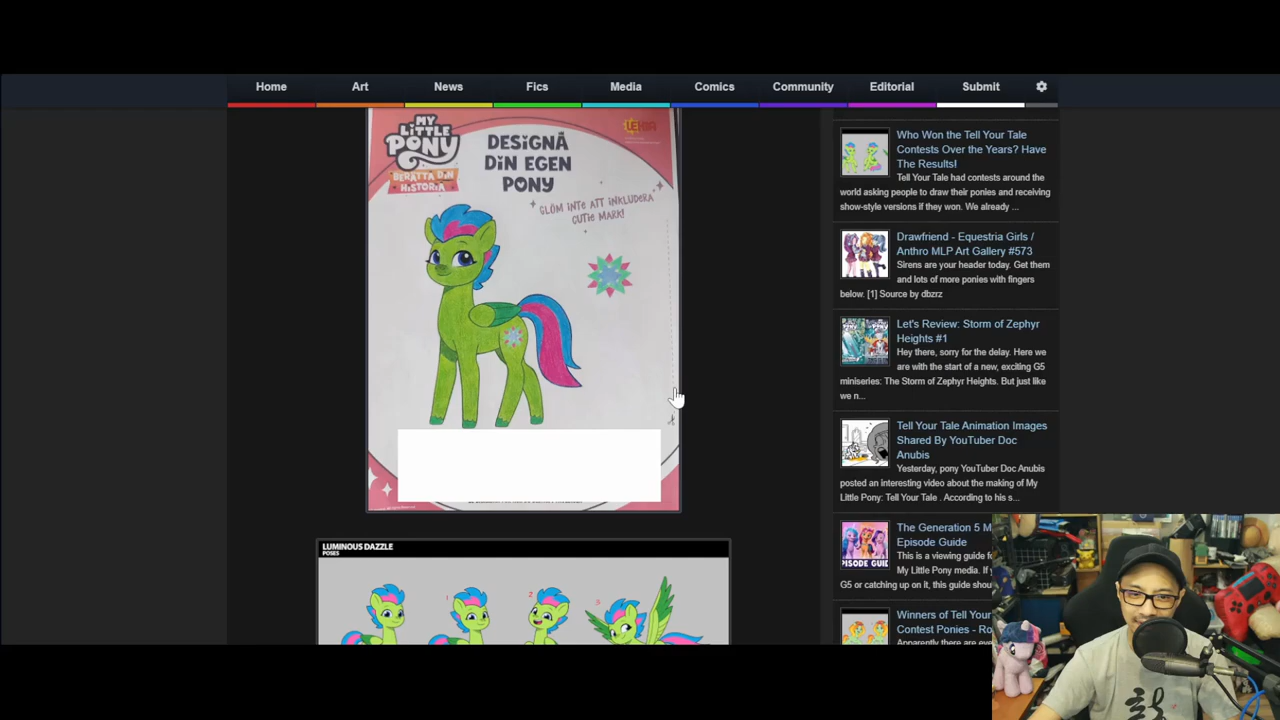 Home Art News Fics Media Comics Community Editorial Submit
MY
LITTLE
PONY
BERÄTTA DIN
HISTORIA
DESIGNA
DIN EGEN
PONY
LEKIA
GLÖM INTE ATT INKLUDERA
CUTIE MARK!
LUMINOUS DAZZLE
POSES
1
2
3
Who Won the Tell Your Tale
Contests Over the Years? Have
The Results!
Tell Your Tale had contests around the
world asking people to draw their ponies and receiving
show-style versions if they won. We already ...
Drawfriend - Equestria Girls /
Anthro MLP Art Gallery #573
Sirens are your header today. Get them
and lots of more ponies with fingers
below. [1] Source by dbzrz
Let's Review: Storm of Zephyr
Heights #1
Hey there, sorry for the delay. Here we
are with the start of a new, exciting G5
miniseries: The Storm of Zephyr Heights. But just like
we n...
Tell Your Tale Animation Images
Shared By YouTuber Doc
Anubis
Yesterday, pony YouTuber Doc Anubis
posted an interesting video about the making of My
Little Pony: Tell Your Tale . According to his s...
The Generation 5 M
Episode Guide
This is a viewing guide fo
My Little Pony media. If y
G5 or catching up on it, this guide shou
PISODE GUID
Winners of Tell Your
Contest Ponies - Ro